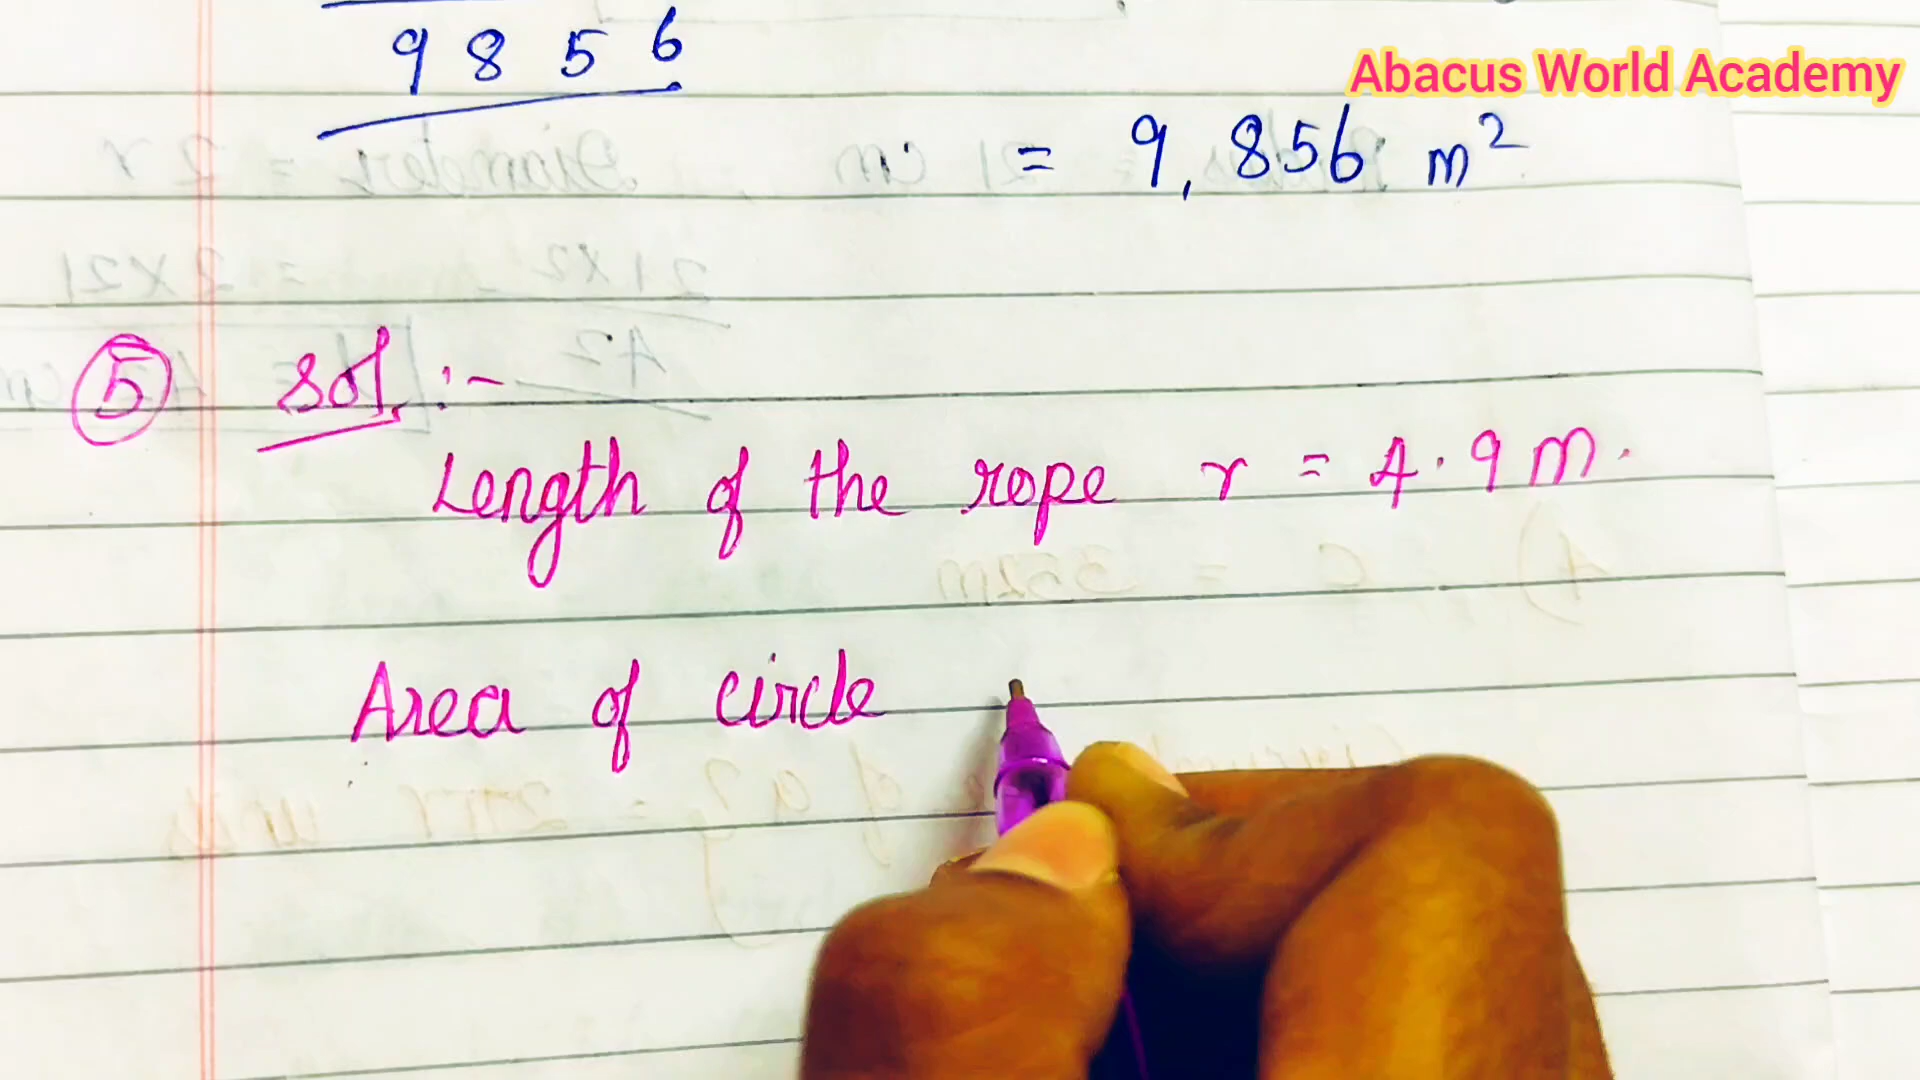 9 8 5 6
Abacus World Academy
= 9,856 m²
5 Sol :-
Length of the rope r = 4.9 m.
Area of circle